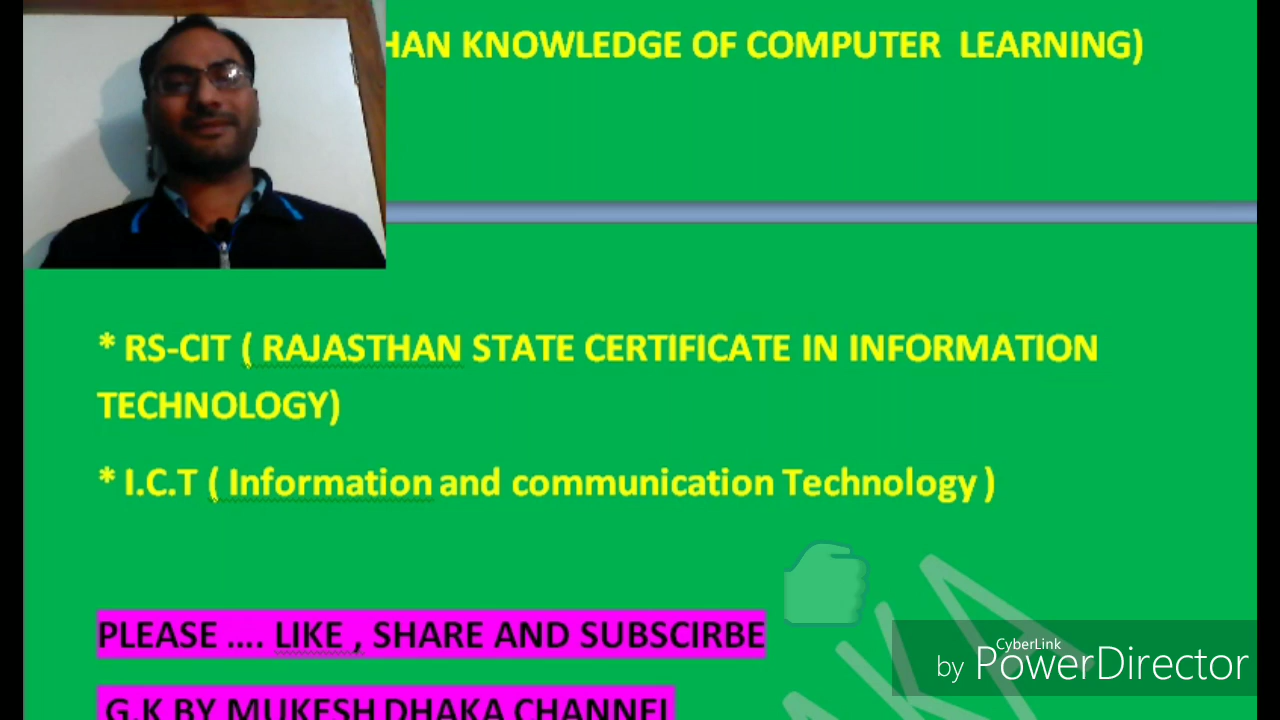 HAN KNOWLEDGE OF COMPUTER LEARNING)
* RS-CIT ( RAJASTHAN STATE CERTIFICATE IN INFORMATION
TECHNOLOGY)
* I.C.T ( Information and communication Technology )
PLEASE .... LIKE , SHARE AND SUBSCIRBE
G.K BY MUKESH DHAKA CHANNEL
CyberLink
by PowerDirector